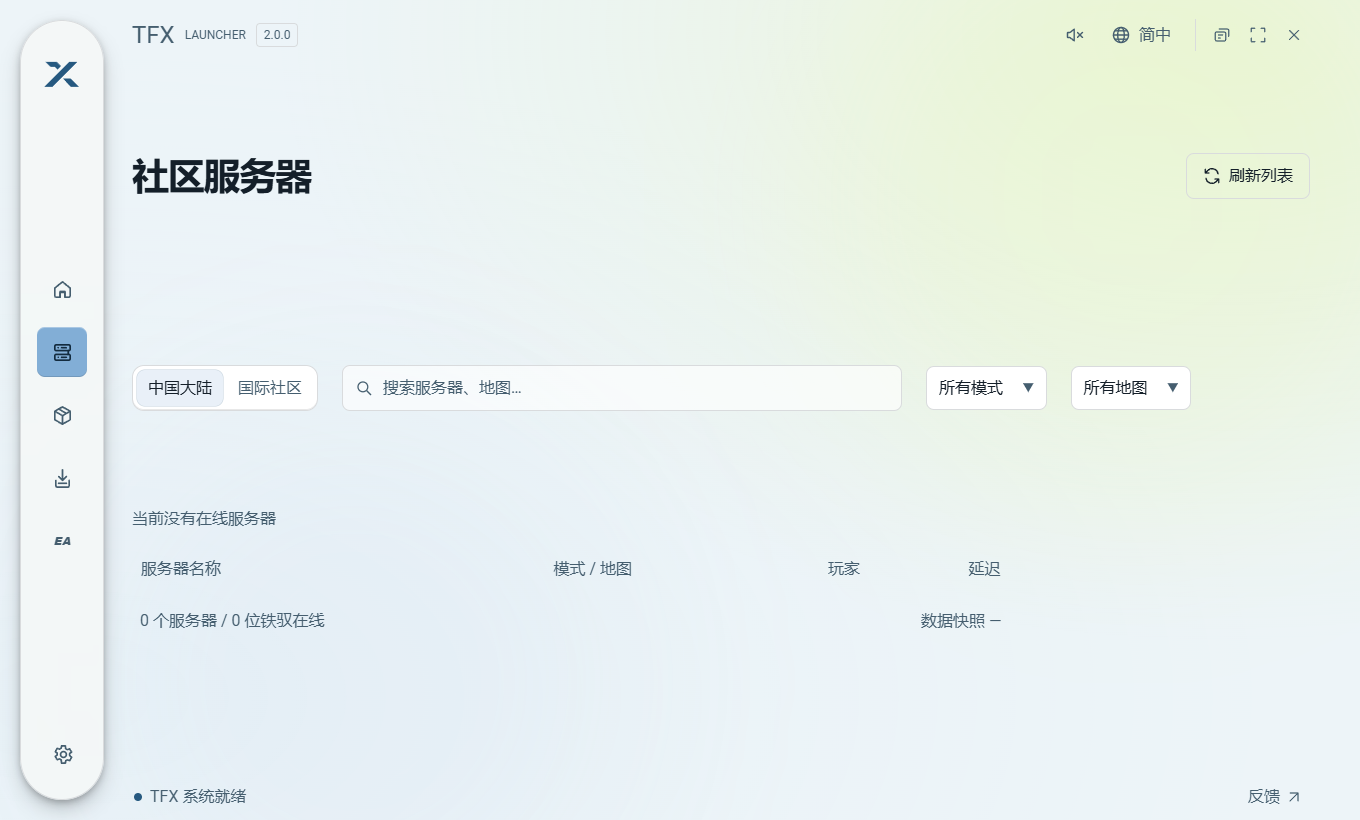 TFX LAUNCHER 2.0.0 简中
社区服务器 刷新列表
中国大陆 国际社区 搜索服务器、地图... 所有模式 所有地图
当前没有在线服务器
服务器名称 模式 / 地图 玩家 延迟
0 个服务器 / 0 位铁驭在线 数据快照 —
EA
TFX 系统就绪 反馈